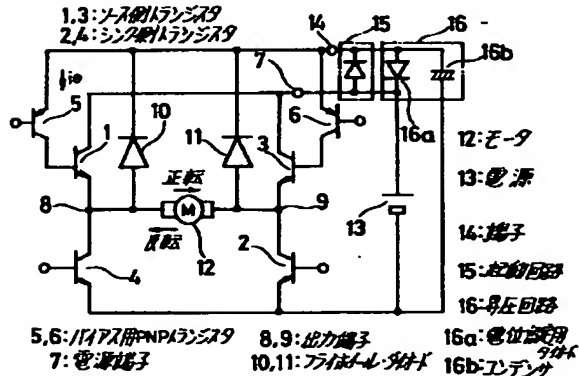 1,3:ソース側トランジスタ
2,4:シンク側トランジスタ
14
15
16
16b
7
io
5
1
10
11
3
6
16a
12:モータ
正転
8
M
9
13
13:電源
反転
12
2
4
14:端子
15:起動回路
16:昇圧回路
5,6:バイアス用PNPトランジスタ
8,9:出力端子
16a:電位設定用ダイオード
7:電源端子
10,11:フライホイール・ダイオード
16b:コンデンサ